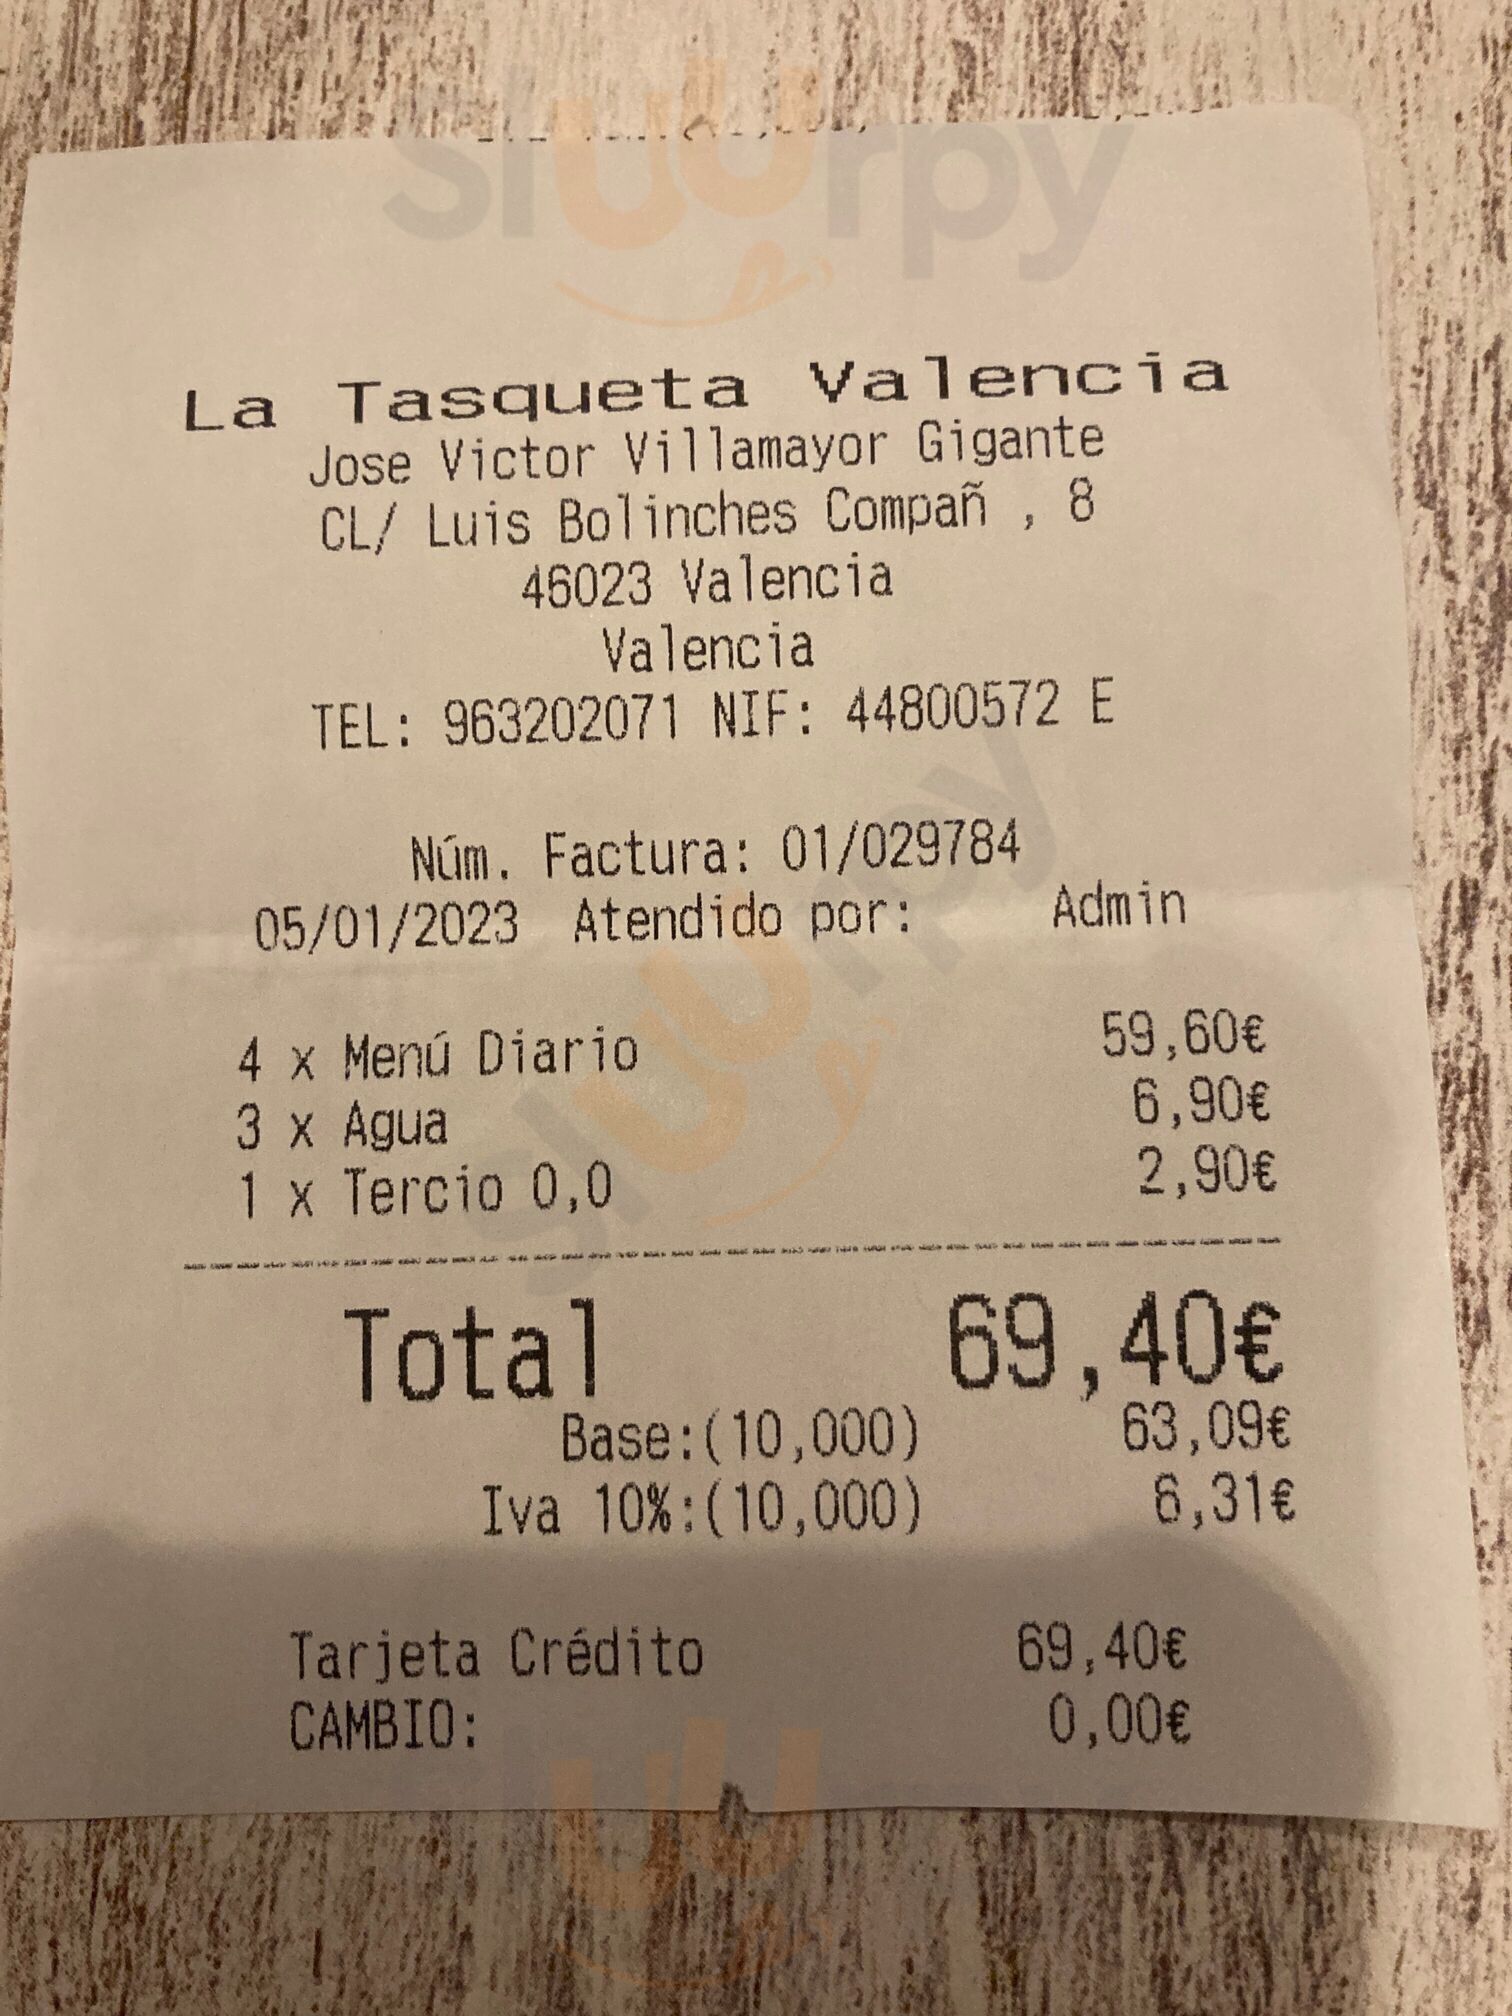 sluurpy
La Tasqueta Valencia
Jose Victor Villamayor Gigante
CL/ Luis Bolinches Compañ , 8
46023 Valencia
Valencia
TEL: 963202071 NIF: 44800572 E
Núm. Factura: 01/029784
05/01/2023 Atendido por: Admin
4 x Menú Diario 59,60€
3 x Agua 6,90€
1 x Tercio 0,0 2,90€
Total 69,40€
Base:(10,000) 63,09€
Iva 10%:(10,000) 6,31€
Tarjeta Crédito 69,40€
CAMBIO: 0,00€
sluurpy